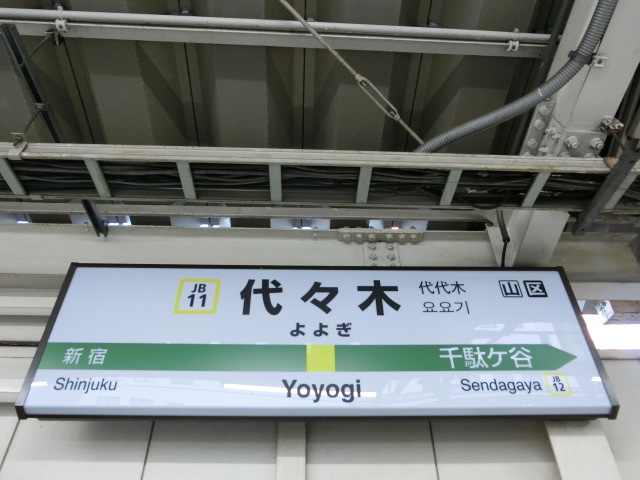 JB
11
代々木
代代木
요요기
山 区
よよぎ
新宿
千駄ケ谷
Shinjuku
Yoyogi
Sendagaya
JB
12